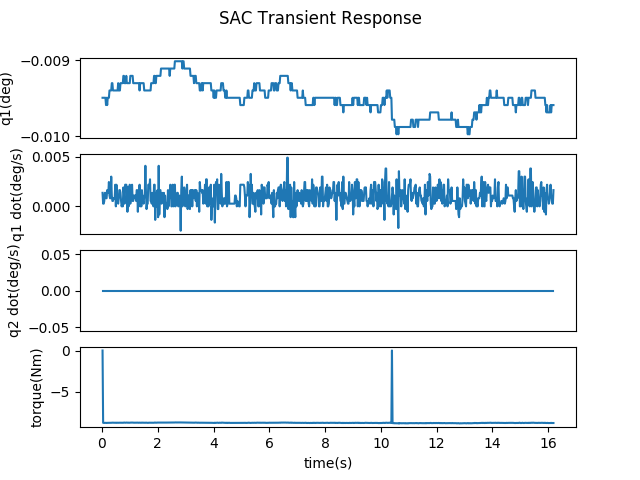 SAC Transient Response
−0.009
−0.010
q1(deg)
0.005
0.000
q1 dot(deg/s)
0.05
0.00
−0.05
q2 dot(deg/s)
0
−5
torque(Nm)
0 2 4 6 8 10 12 14 16
time(s)